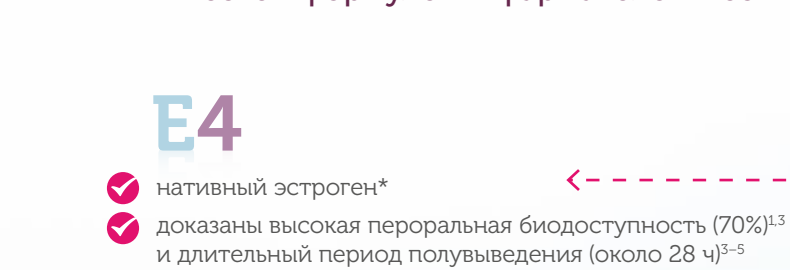 E4
нативный эстроген*
доказаны высокая пероральная биодоступность (70%)1,3
и длительный период полувыведения (около 28 ч)3–5